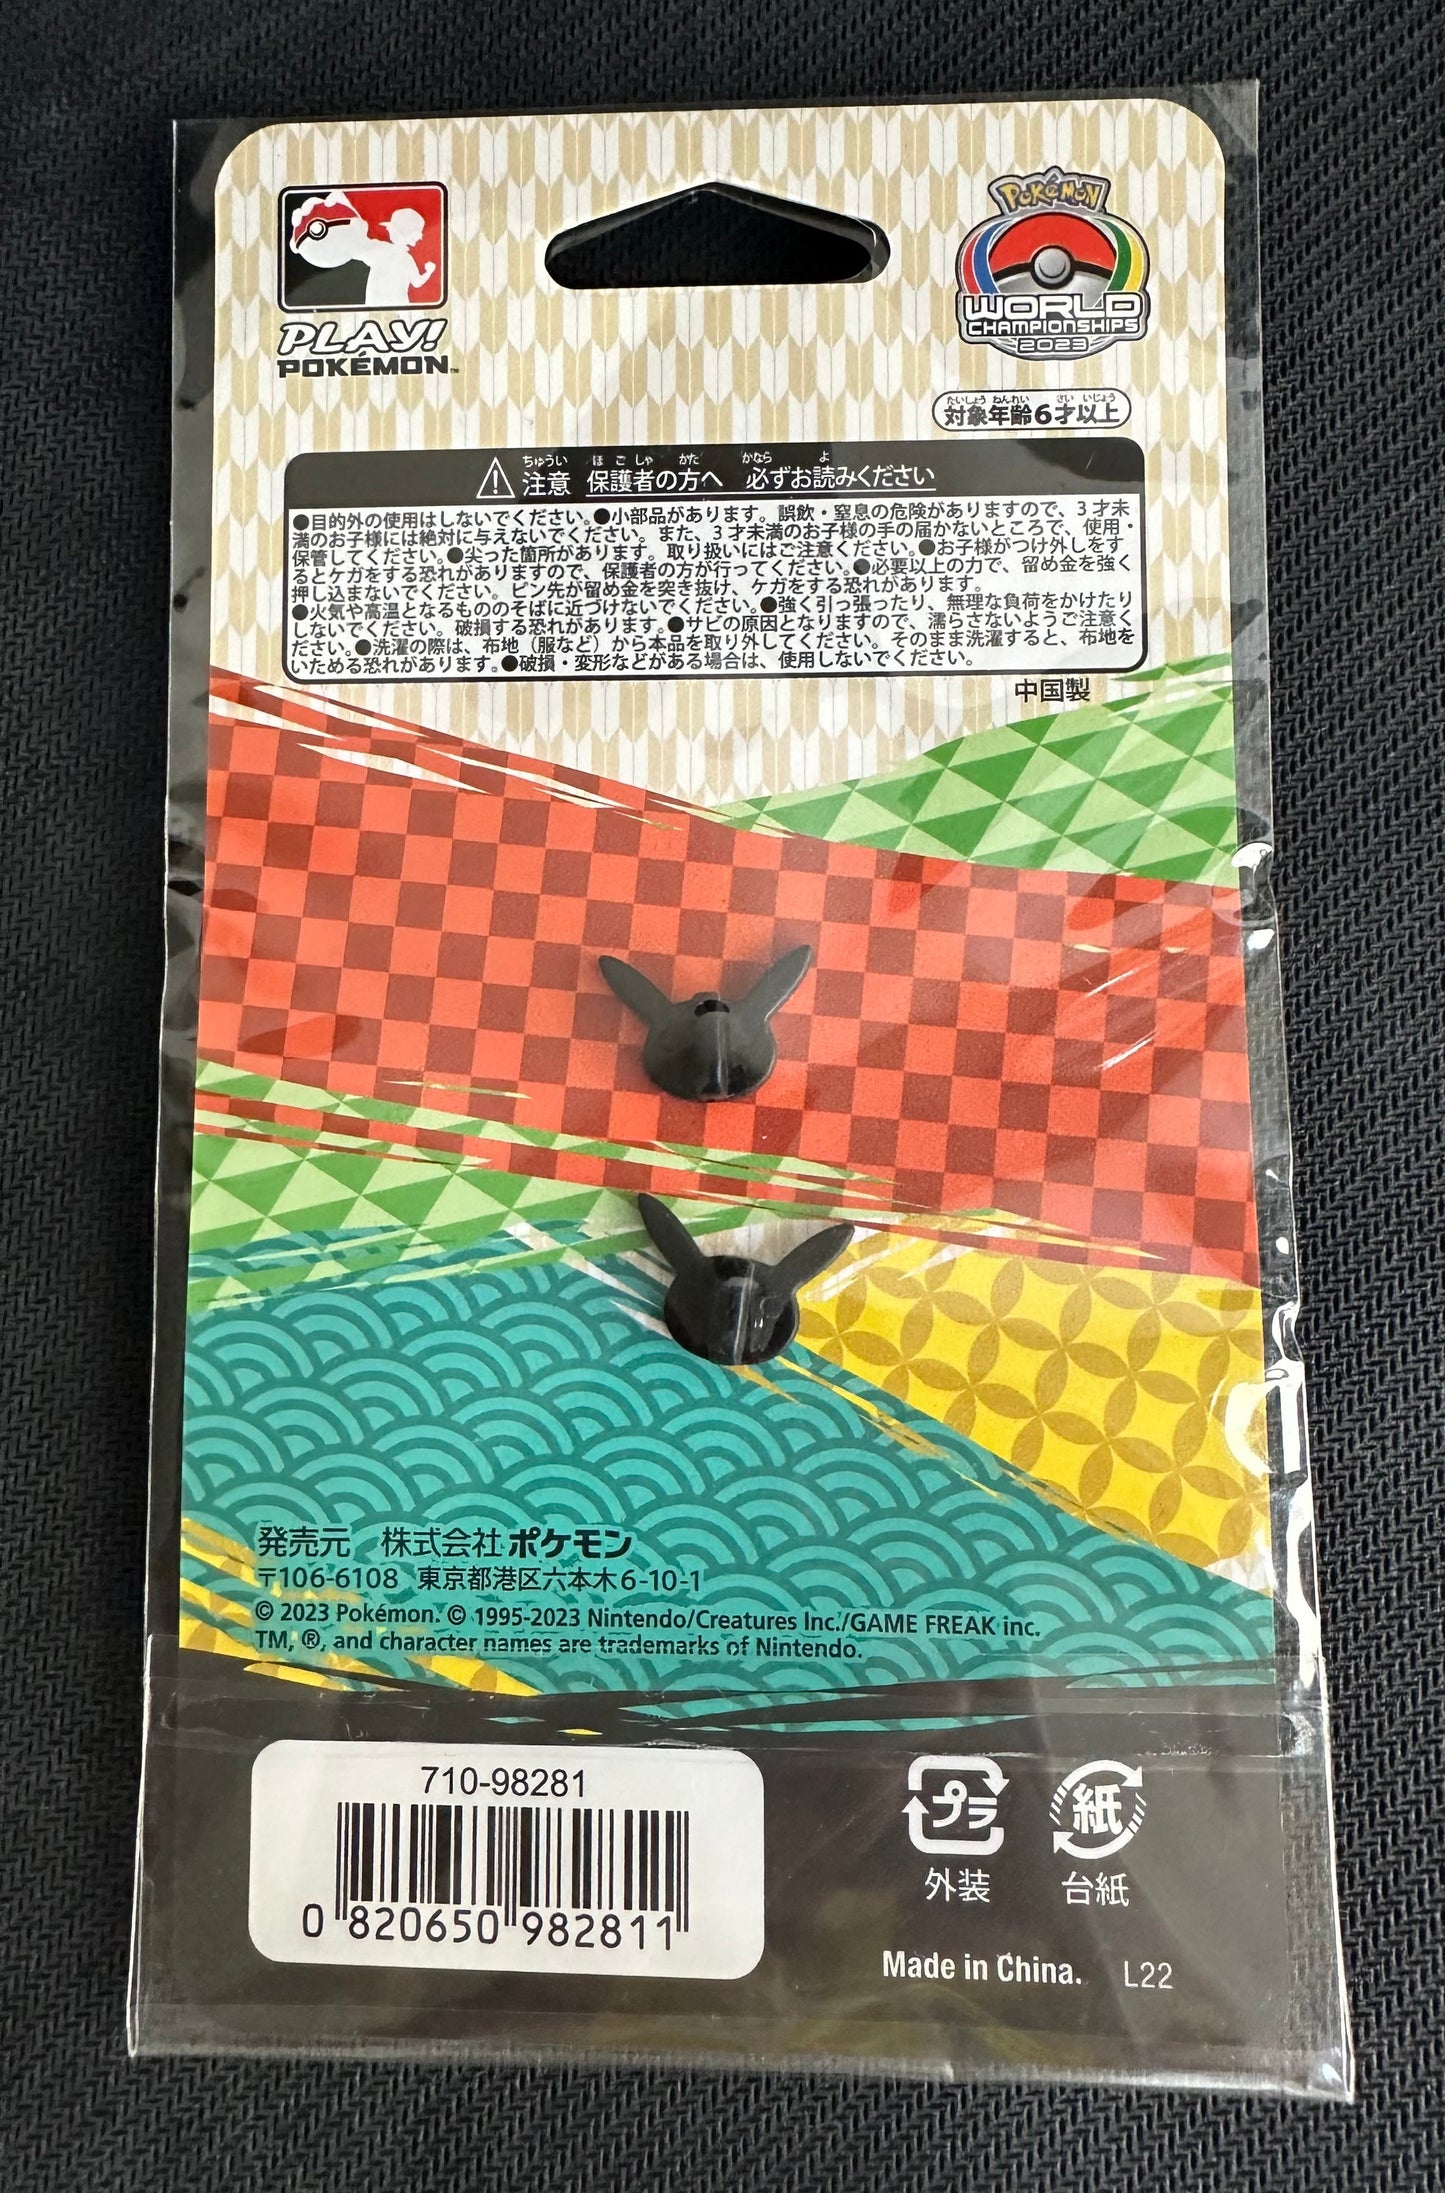 PLAY!
POKÉMON™
POKÉMON
WORLD
CHAMPIONSHIPS
2023
たいしょう ねんれい さい いじょう
対象年齢6才以上
ちゅうい ほごしゃ かた かなら よ
注意 保護者の方へ 必ずお読みください
●目的外の使用はしないでください。●小部品があります。誤飲・窒息の危険がありますので、3才未
満のお子様には絶対に与えないでください。また、3才未満のお子様の手の届かないところで、使用・
保管してください。●尖った箇所があります。取り扱いにはご注意ください。●お子様がつけ外しをす
るとケガをする恐れがありますので、保護者の方が行ってください。●必要以上の力で、留め金を強く
押し込まないでください。ピン先が留め金を突き抜け、ケガをする恐れがあります。
●火気や高温となるもののそばに近づけないでください。●強く引っ張ったり、無理な負荷をかけたり
しないでください。破損する恐れがあります。●サビの原因となりますので、濡らさないようご注意く
ださい。●洗濯の際は、布地（服など）から本品を取り外してください。そのまま洗濯すると、布地を
いためる恐れがあります。●破損・変形などがある場合は、使用しないでください。
中国製
発売元 株式会社ポケモン
〒106-6108 東京都港区六本木6-10-1
© 2023 Pokémon. © 1995-2023 Nintendo/Creatures Inc./GAME FREAK inc.
TM, ®, and character names are trademarks of Nintendo.
710-98281
0 820650 982811
プラ
外装
紙
台紙
Made in China. L22